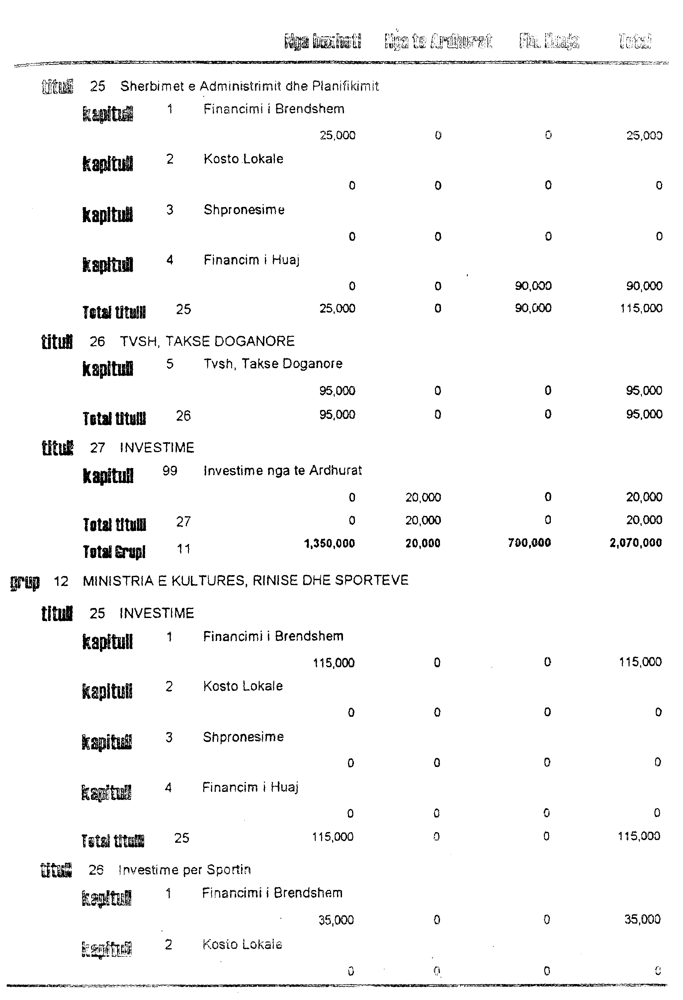 Nga buxheti Nga te Ardhurat Fin. Huaja Total
titull 25 Sherbimet e Administrimit dhe Planifikimit
kapitull 1 Financimi i Brendshem
25,000 0 0 25,000
kapitull 2 Kosto Lokale
0 0 0 0
kapitull 3 Shpronesime
0 0 0 0
kapitull 4 Financim i Huaj
0 0 90,000 90,000
Total titulli 25 25,000 0 90,000 115,000
titull 26 TVSH, TAKSE DOGANORE
kapitull 5 Tvsh, Takse Doganore
95,000 0 0 95,000
Total titulli 26 95,000 0 0 95,000
titull 27 INVESTIME
kapitull 99 Investime nga te Ardhurat
0 20,000 0 20,000
Total titulli 27 0 20,000 0 20,000
Total Grupi 11 1,350,000 20,000 700,000 2,070,000
grup 12 MINISTRIA E KULTURES, RINISE DHE SPORTEVE
titull 25 INVESTIME
kapitull 1 Financimi i Brendshem
115,000 0 0 115,000
kapitull 2 Kosto Lokale
0 0 0 0
kapitull 3 Shpronesime
0 0 0 0
kapitull 4 Financim i Huaj
0 0 0 0
Total titulli 25 115,000 0 0 115,000
titull 26 Investime per Sportin
kapitull 1 Financimi i Brendshem
35,000 0 0 35,000
kapitull 2 Kosto Lokale
0 0 0 0